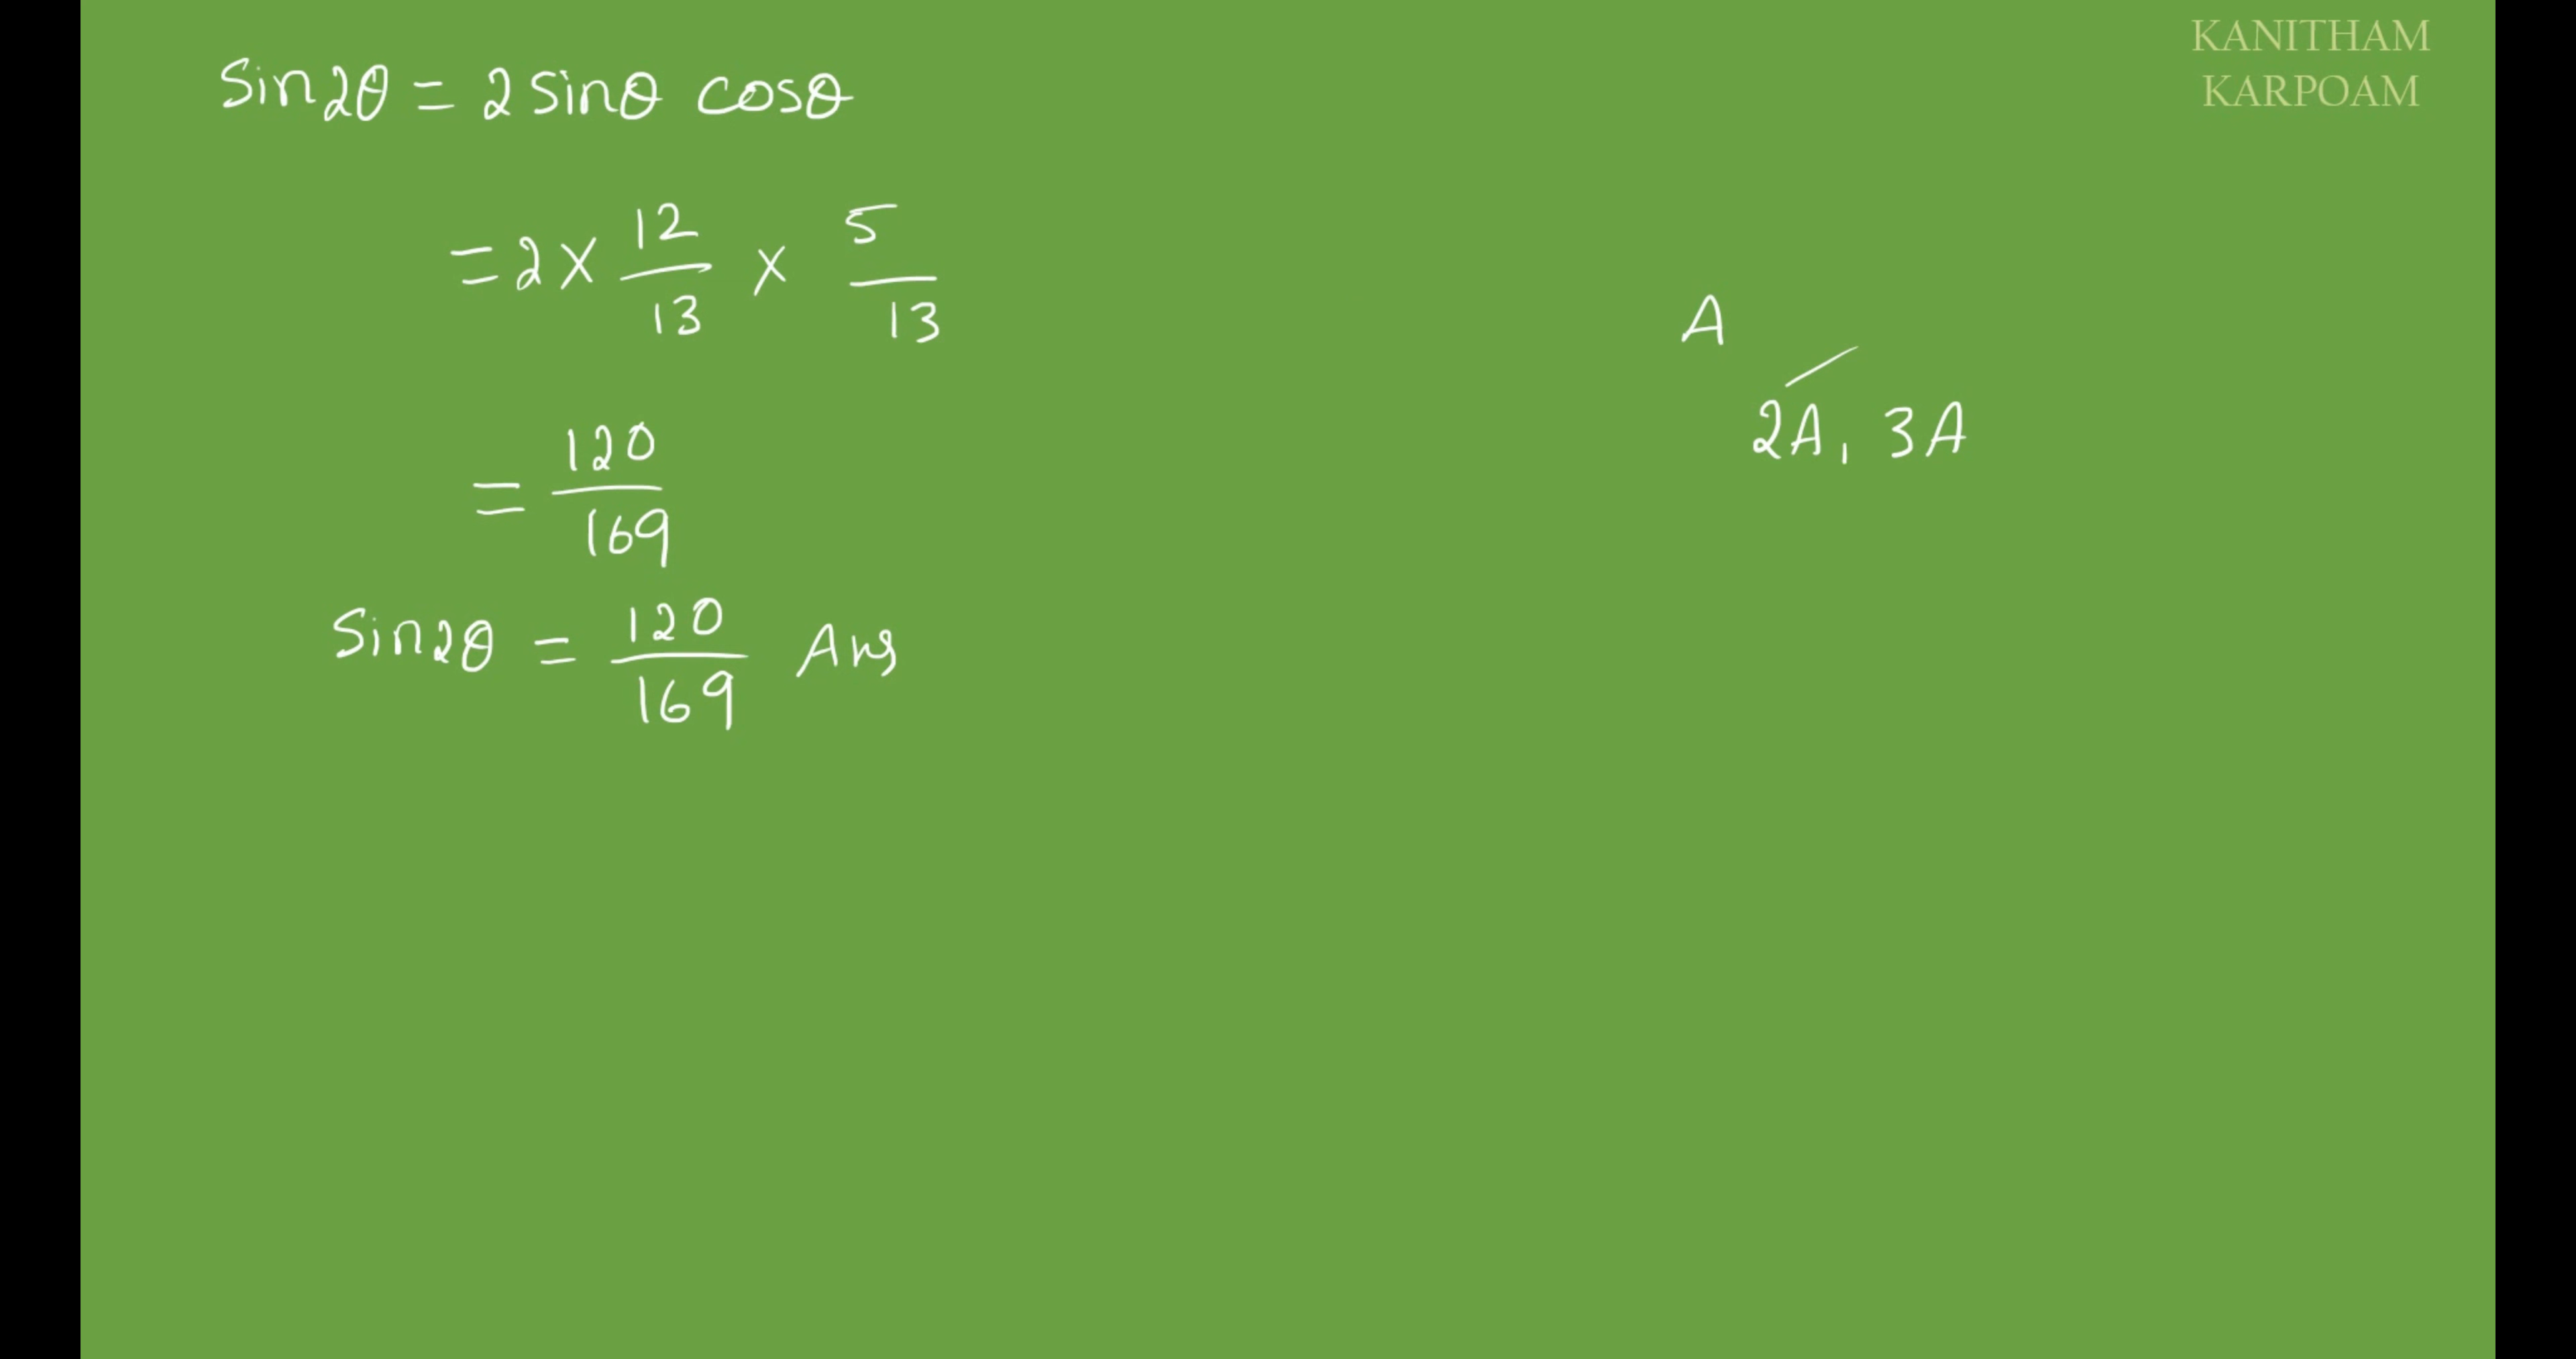 KANITHAM
KARPOAM
Sin2θ = 2 sinθ cosθ
= 2 × 12/13 × 5/13
= 120/169
Sin2θ = 120/169 Ans
A
2A, 3A